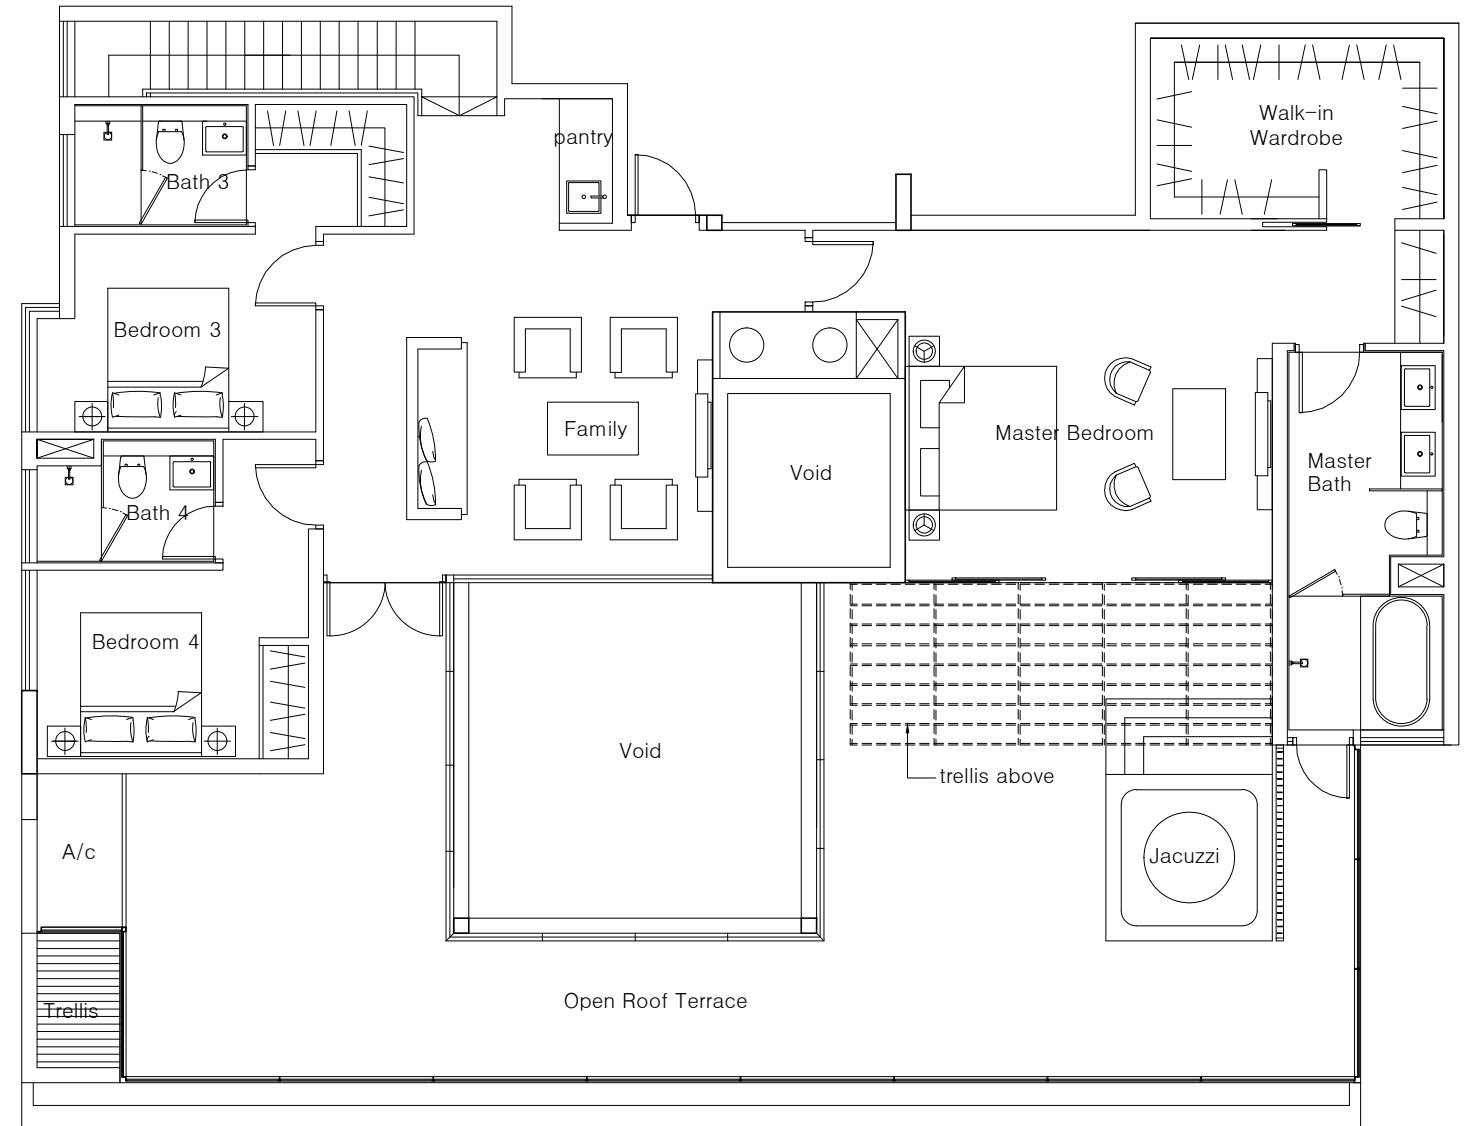 Walk-in
Wardrobe
pantry
Bath 3
Bedroom 3
Family
Master Bedroom
Void
Master
Bath
Bath 4
Bedroom 4
Void
trellis above
A/c
Jacuzzi
Open Roof Terrace
Trellis